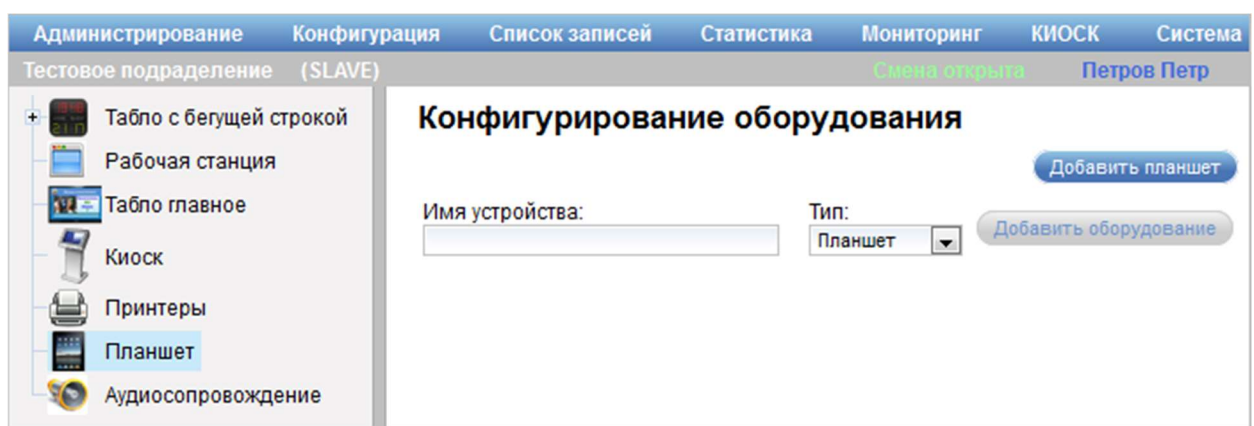 Администрирование Конфигурация Список записей Статистика Мониторинг КИОСК Система
Тестовое подраделение (SLAVE) Смена открыта Петров Петр
Табло с бегущей строкой
Рабочая станция
Табло главное
Киоск
Принтеры
Планшет
Аудиосопровождение
Конфигурирование оборудования
Добавить планшет
Имя устройства: Тип:
Планшет Добавить оборудование